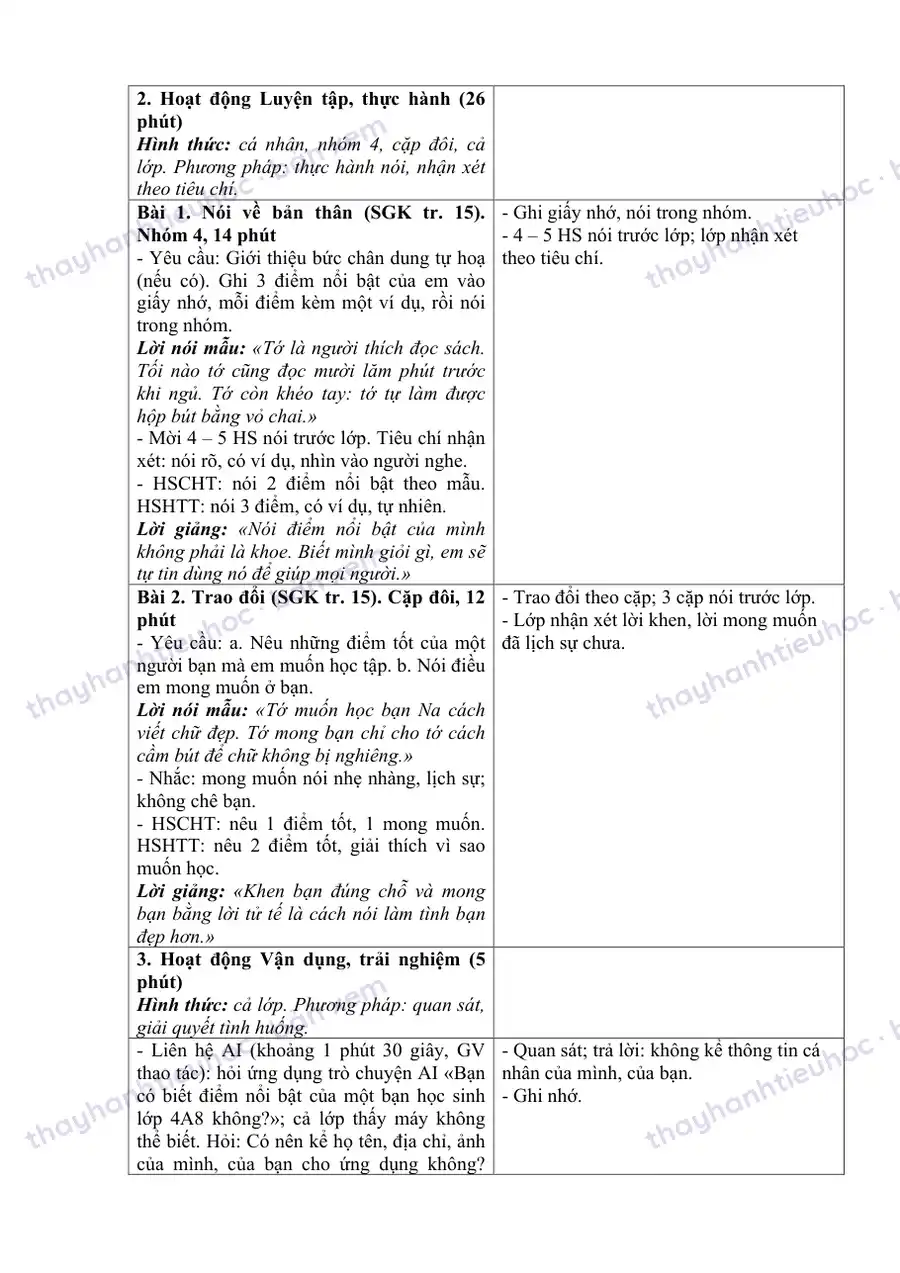 2. Hoạt động Luyện tập, thực hành (26
phút)
Hình thức: cá nhân, nhóm 4, cặp đôi, cả
lớp. Phương pháp: thực hành nói, nhận xét
theo tiêu chí.
Bài 1. Nói về bản thân (SGK tr. 15).
Nhóm 4, 14 phút
- Yêu cầu: Giới thiệu bức chân dung tự hoạ
(nếu có). Ghi 3 điểm nổi bật của em vào
giấy nhớ, mỗi điểm kèm một ví dụ, rồi nói
trong nhóm.
Lời nói mẫu: «Tớ là người thích đọc sách.
Tối nào tớ cũng đọc mười lăm phút trước
khi ngủ. Tớ còn khéo tay: tớ tự làm được
hộp bút bằng vỏ chai.»
- Mời 4 – 5 HS nói trước lớp. Tiêu chí nhận
xét: nói rõ, có ví dụ, nhìn vào người nghe.
- HSCHT: nói 2 điểm nổi bật theo mẫu.
HSHTT: nói 3 điểm, có ví dụ, tự nhiên.
Lời giảng: «Nói điểm nổi bật của mình
không phải là khoe. Biết mình giỏi gì, em sẽ
tự tin dùng nó để giúp mọi người.»
- Ghi giấy nhớ, nói trong nhóm.
- 4 – 5 HS nói trước lớp; lớp nhận xét
theo tiêu chí.
Bài 2. Trao đổi (SGK tr. 15). Cặp đôi, 12
phút
- Yêu cầu: a. Nêu những điểm tốt của một
người bạn mà em muốn học tập. b. Nói điều
em mong muốn ở bạn.
Lời nói mẫu: «Tớ muốn học bạn Na cách
viết chữ đẹp. Tớ mong bạn chỉ cho tớ cách
cầm bút để chữ không bị nghiêng.»
- Nhắc: mong muốn nói nhẹ nhàng, lịch sự;
không chê bạn.
- HSCHT: nêu 1 điểm tốt, 1 mong muốn.
HSHTT: nêu 2 điểm tốt, giải thích vì sao
muốn học.
Lời giảng: «Khen bạn đúng chỗ và mong
bạn bằng lời tử tế là cách nói làm tình bạn
đẹp hơn.»
- Trao đổi theo cặp; 3 cặp nói trước lớp.
- Lớp nhận xét lời khen, lời mong muốn
đã lịch sự chưa.
3. Hoạt động Vận dụng, trải nghiệm (5
phút)
Hình thức: cả lớp. Phương pháp: quan sát,
giải quyết tình huống.
- Liên hệ AI (khoảng 1 phút 30 giây, GV
thao tác): hỏi ứng dụng trò chuyện AI «Bạn
có biết điểm nổi bật của một bạn học sinh
lớp 4A8 không?»; cả lớp thấy máy không
thể biết. Hỏi: Có nên kể họ tên, địa chỉ, ảnh
của mình, của bạn cho ứng dụng không?
- Quan sát; trả lời: không kể thông tin cá
nhân của mình, của bạn.
- Ghi nhớ.
thayhanhtieuhoc · bản xem
thayhanhtieuhoc · b
thayhanhtieuhoc · bản xem
thayhanhtieuhoc · b
thayhanhtieuhoc · bản xem
thayhanhtieuhoc · b